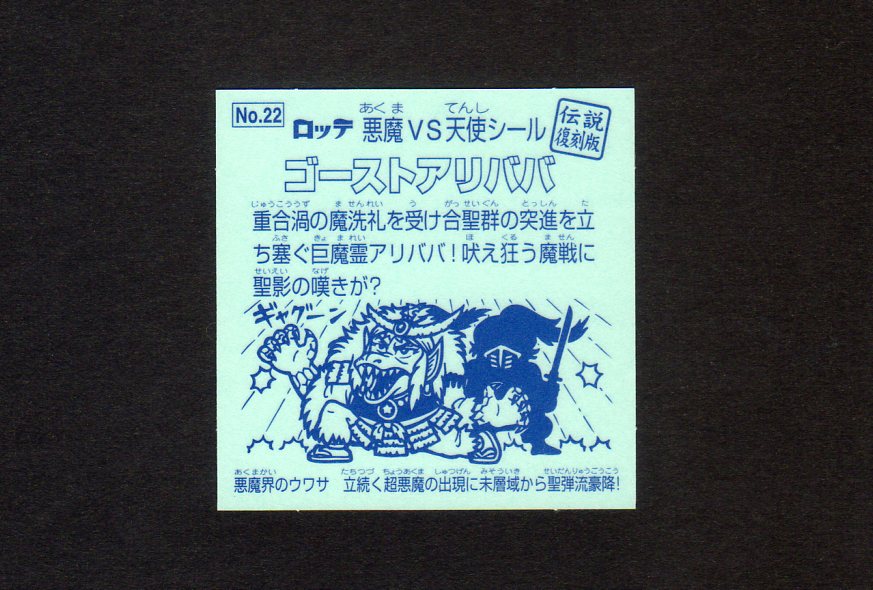 No.22
あくま てんし
ロッテ 悪魔VS天使シール
伝説
復刻版
ゴーストアリババ
じゅうごううず ま せんれい う がっせいぐん とっしん た
重合渦の魔洗礼を受け合聖群の突進を立
ふさ きょ ま れい ほ くる ま せん
ち塞ぐ巨魔霊アリババ!吠え狂う魔戦に
せいえい なげ
聖影の嘆きが?
ギャグーン
あくまかい たちつづ ちょうあくま しゅつげん みそういき せいだんりゅうごうこう
悪魔界のウワサ 立続く超悪魔の出現に未層域から聖弾流豪降!